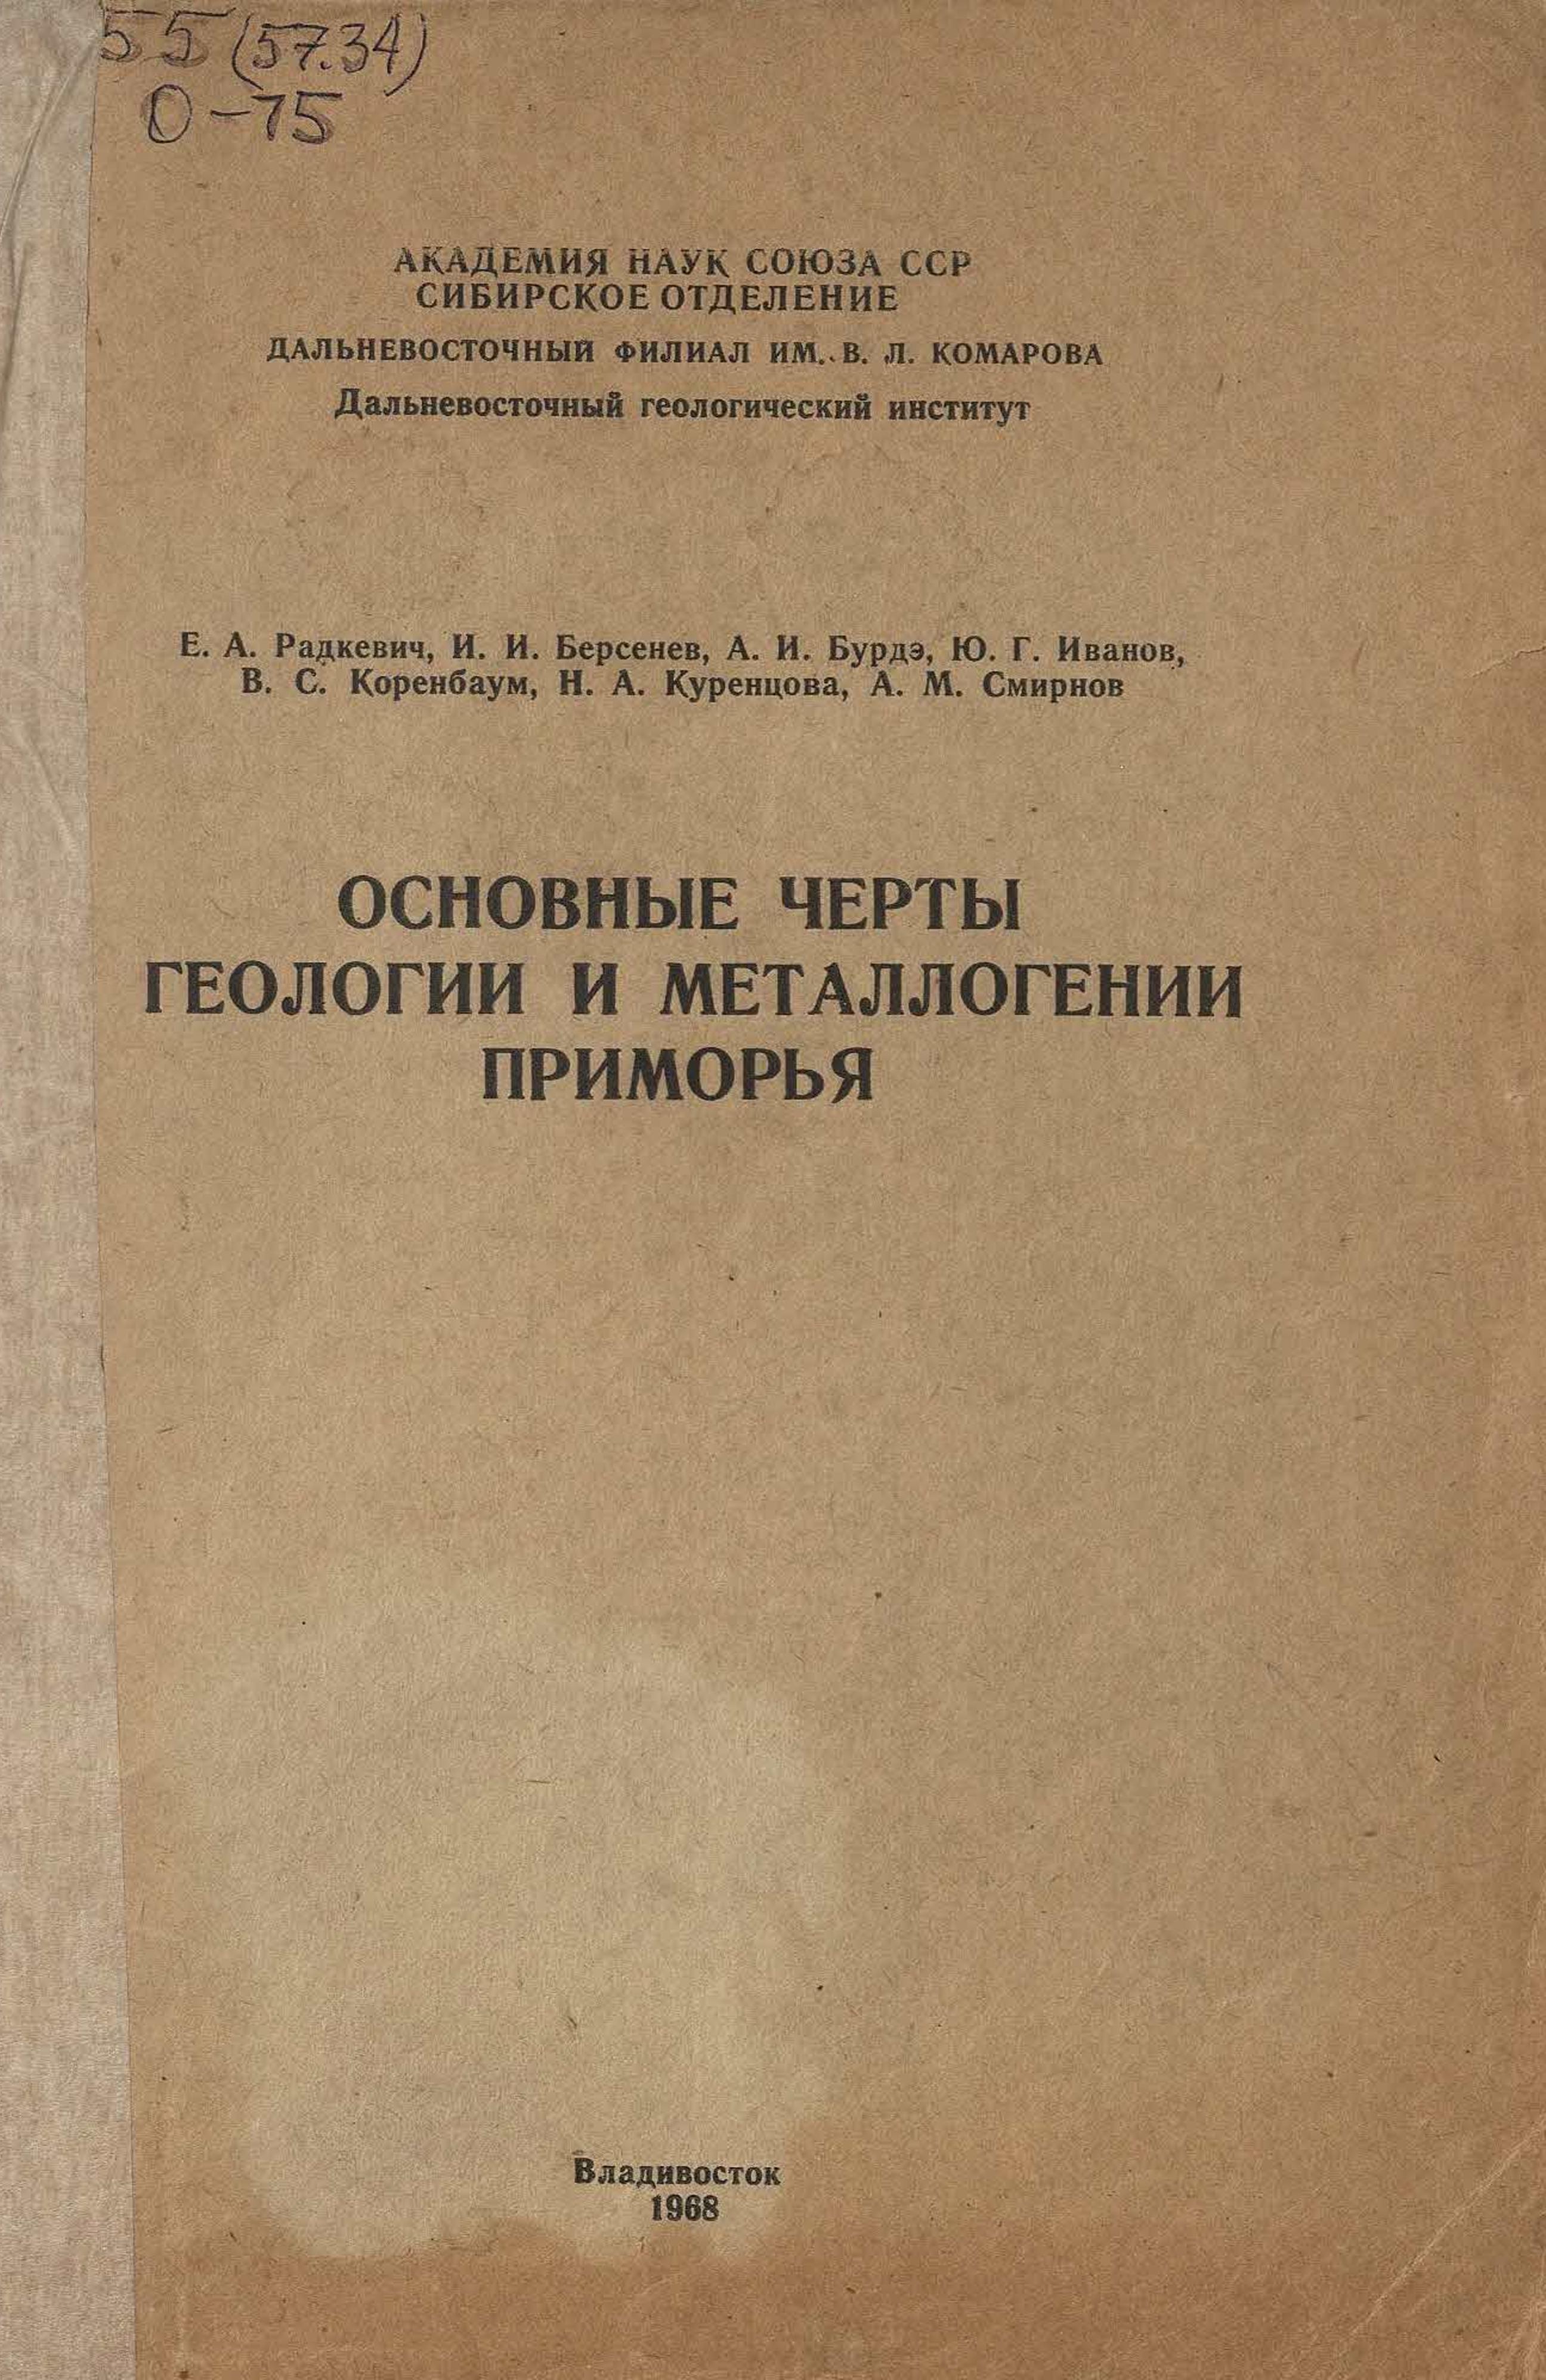 55 (57.34)
О-75
АКАДЕМИЯ НАУК СОЮЗА ССР
СИБИРСКОЕ ОТДЕЛЕНИЕ
ДАЛЬНЕВОСТОЧНЫЙ ФИЛИАЛ ИМ. В. Л. КОМАРОВА
Дальневосточный геологический институт
Е. А. Радкевич, И. И. Берсенев, А. И. Бурдэ, Ю. Г. Иванов,
В. С. Коренбаум, Н. А. Куренцова, А. М. Смирнов
ОСНОВНЫЕ ЧЕРТЫ
ГЕОЛОГИИ И МЕТАЛЛОГЕНИИ
ПРИМОРЬЯ
Владивосток
1968